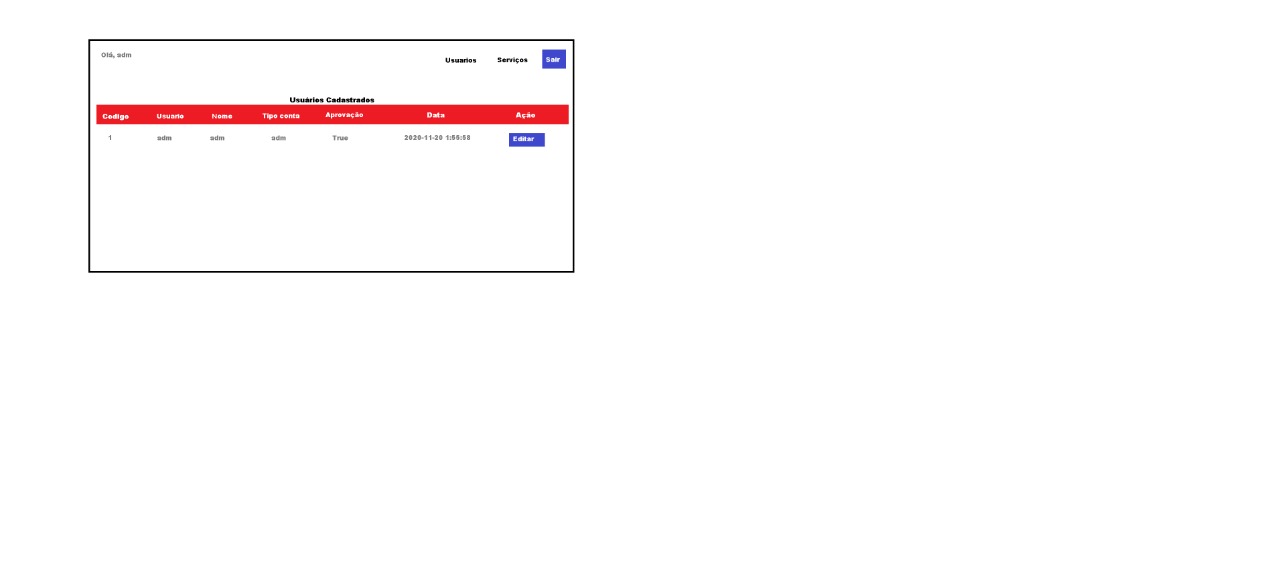 Olá, adm
Usuarios Serviços Sair
Usuários Cadastrados
Codigo Usuario Nome Tipo conta Aprovação Data Ação
1 adm adm adm True 2020-11-20 1:55:58 Editar